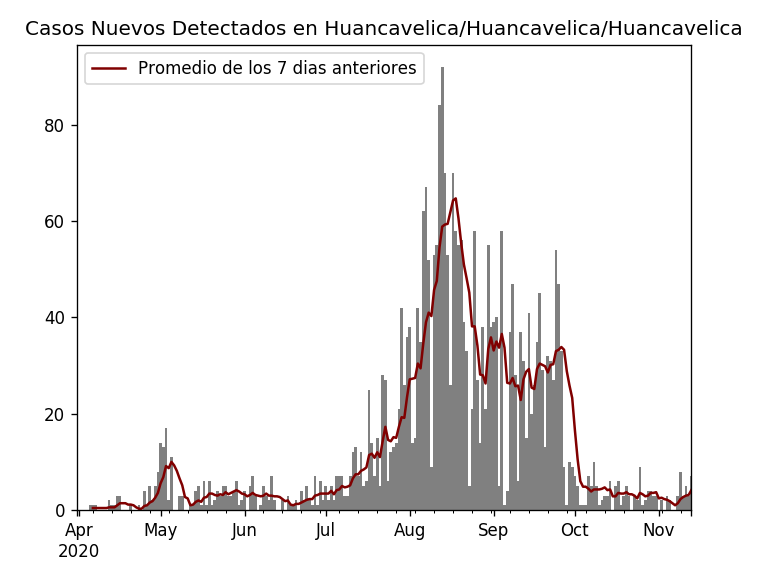 Casos Nuevos Detectados en Huancavelica/Huancavelica/Huancavelica
Promedio de los 7 dias anteriores
80
60
40
20
0
Apr May Jun Jul Aug Sep Oct Nov
2020